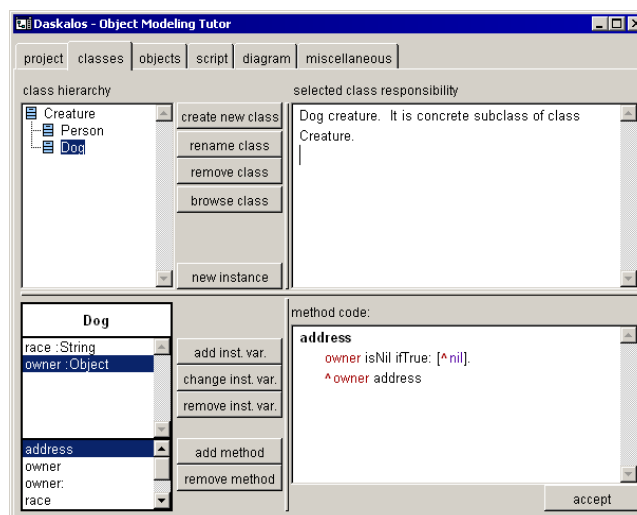 Daskalos - Object Modeling Tutor
project classes objects script diagram miscellaneous
class hierarchy
Creature
Person
Dog
create new class
rename class
remove class
browse class
new instance
selected class responsibility
Dog creature. It is concrete subclass of class
Creature.
Dog
race :String
owner :Object
address
owner
owner:
race
add inst. var.
change inst. var.
remove inst. var.
add method
remove method
method code:
address
owner isNil ifTrue: [^nil].
^owner address
accept